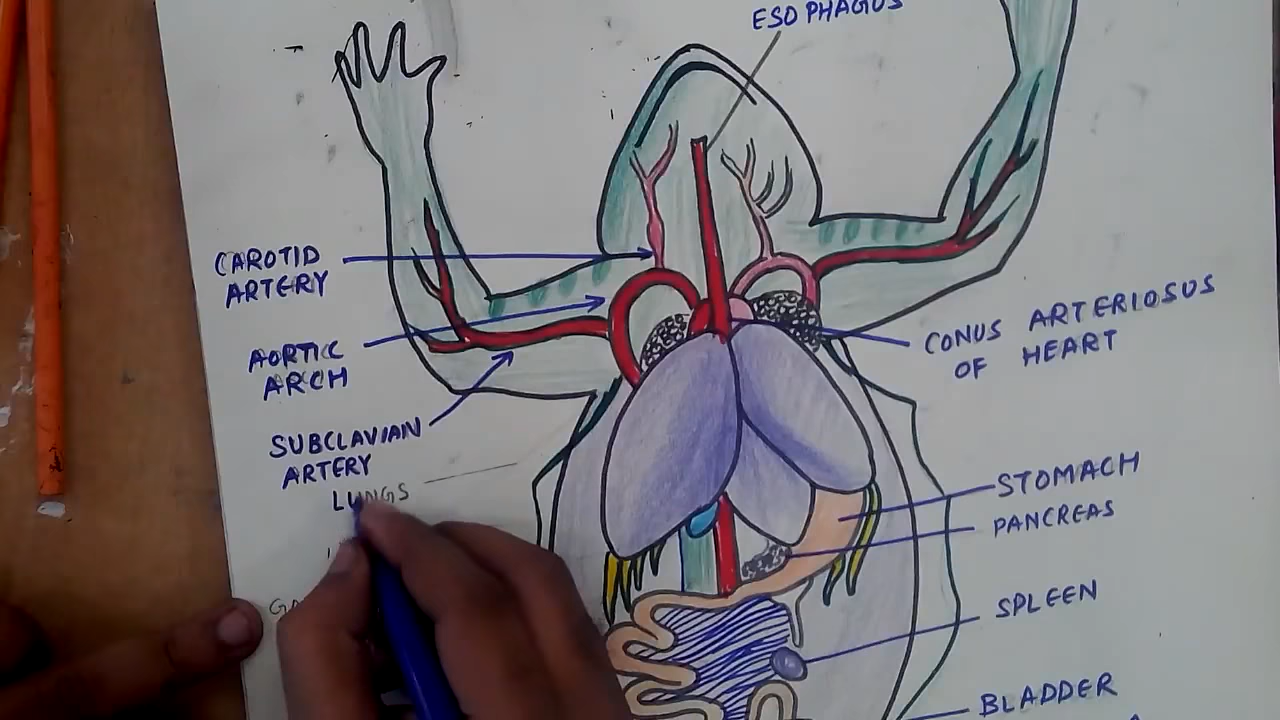 ESOPHAGUS
CAROTID
ARTERY
AORTIC
ARCH
SUBCLAVIAN
ARTERY
LUNGS
CONUS ARTERIOSUS
OF HEART
STOMACH
PANCREAS
SPLEEN
BLADDER